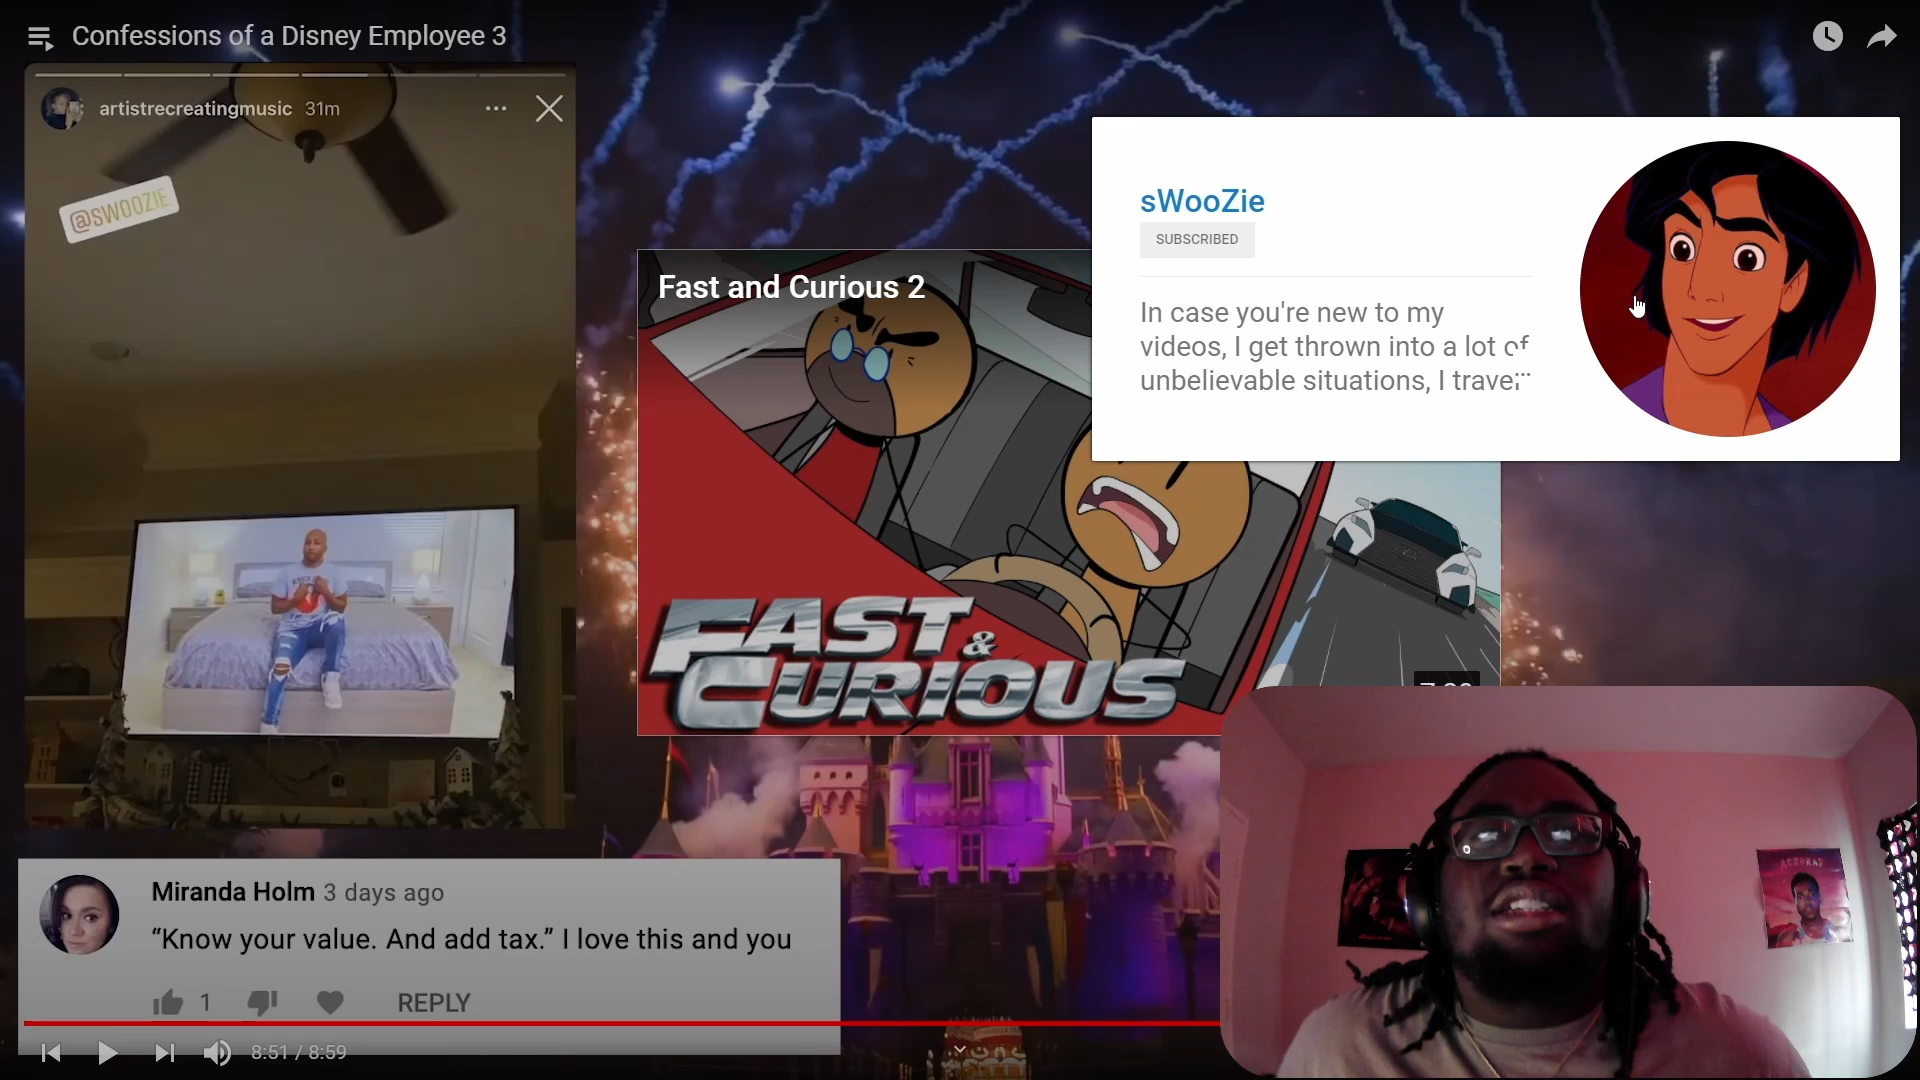 Confessions of a Disney Employee 3
artistrecreatingmusic 31m
@SWOOZIE
Fast and Curious 2
FAST
&
CURIOUS
sWooZie
SUBSCRIBED
In case you're new to my
videos, I get thrown into a lot of
unbelievable situations, I travel...
Miranda Holm 3 days ago
“Know your value. And add tax.” I love this and you
1
REPLY
8:51 / 8:59